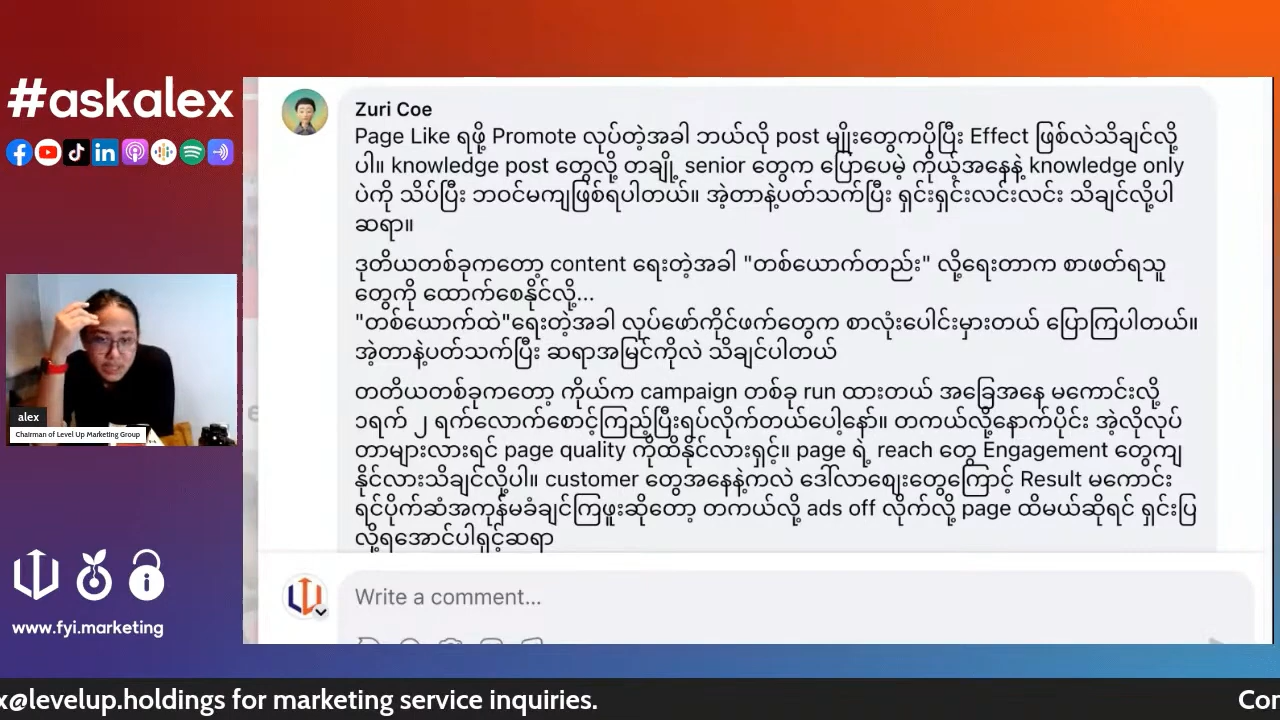 #askalex
alex
Chairman of Level Up Marketing Group
www.fyi.marketing
Zuri Coe
Page Like ရဖို့ Promote လုပ်တဲ့အခါ ဘယ်လို post မျိုးတွေကပိုပြီး Effect ဖြစ်လဲသိချင်လို့
ပါ။ knowledge post တွေလို့ တချို့ senior တွေက ပြောပေမဲ့ ကိုယ့်အနေနဲ့ knowledge only
ပဲကို သိပ်ပြီး ဘဝင်မကျဖြစ်ရပါတယ်။ အဲ့တာနဲ့ပတ်သက်ပြီး ရှင်းရှင်းလင်းလင်း သိချင်လို့ပါ
ဆရာ။
ဒုတိယတစ်ခုကတော့ content ရေးတဲ့အခါ "တစ်ယောက်တည်း" လို့ရေးတာက စာဖတ်ရသူ
တွေကို ထောက်စေနိုင်လို့...
"တစ်ယောက်ထဲ"ရေးတဲ့အခါ လုပ်ဖော်ကိုင်ဖက်တွေက စာလုံးပေါင်းမှားတယ် ပြောကြပါတယ်။
အဲ့တာနဲ့ပတ်သက်ပြီး ဆရာအမြင်ကိုလဲ သိချင်ပါတယ်
တတိယတစ်ခုကတော့ ကိုယ်က campaign တစ်ခု run ထားတယ် အခြေအနေ မကောင်းလို့
၁ရက် ၂ ရက်လောက်စောင့်ကြည့်ပြီးရပ်လိုက်တယ်ပေါ့နော်။ တကယ်လို့နောက်ပိုင်း အဲ့လိုလုပ်
တာများလားရင် page quality ကိုထိနိုင်လားရှင့်။ page ရဲ့ reach တွေ Engagement တွေကျ
နိုင်လားသိချင်လို့ပါ။ customer တွေအနေနဲ့ကလဲ ဒေါ်လာဈေးတွေကြောင့် Result မကောင်း
ရင်ပိုက်ဆံအကုန်မခံချင်ကြဖူးဆိုတော့ တကယ်လို့ ads off လိုက်လို့ page ထိမယ်ဆိုရင် ရှင်းပြ
လို့ရအောင်ပါရှင့်ဆရာ
Write a comment...
x@levelup.holdings for marketing service inquiries.